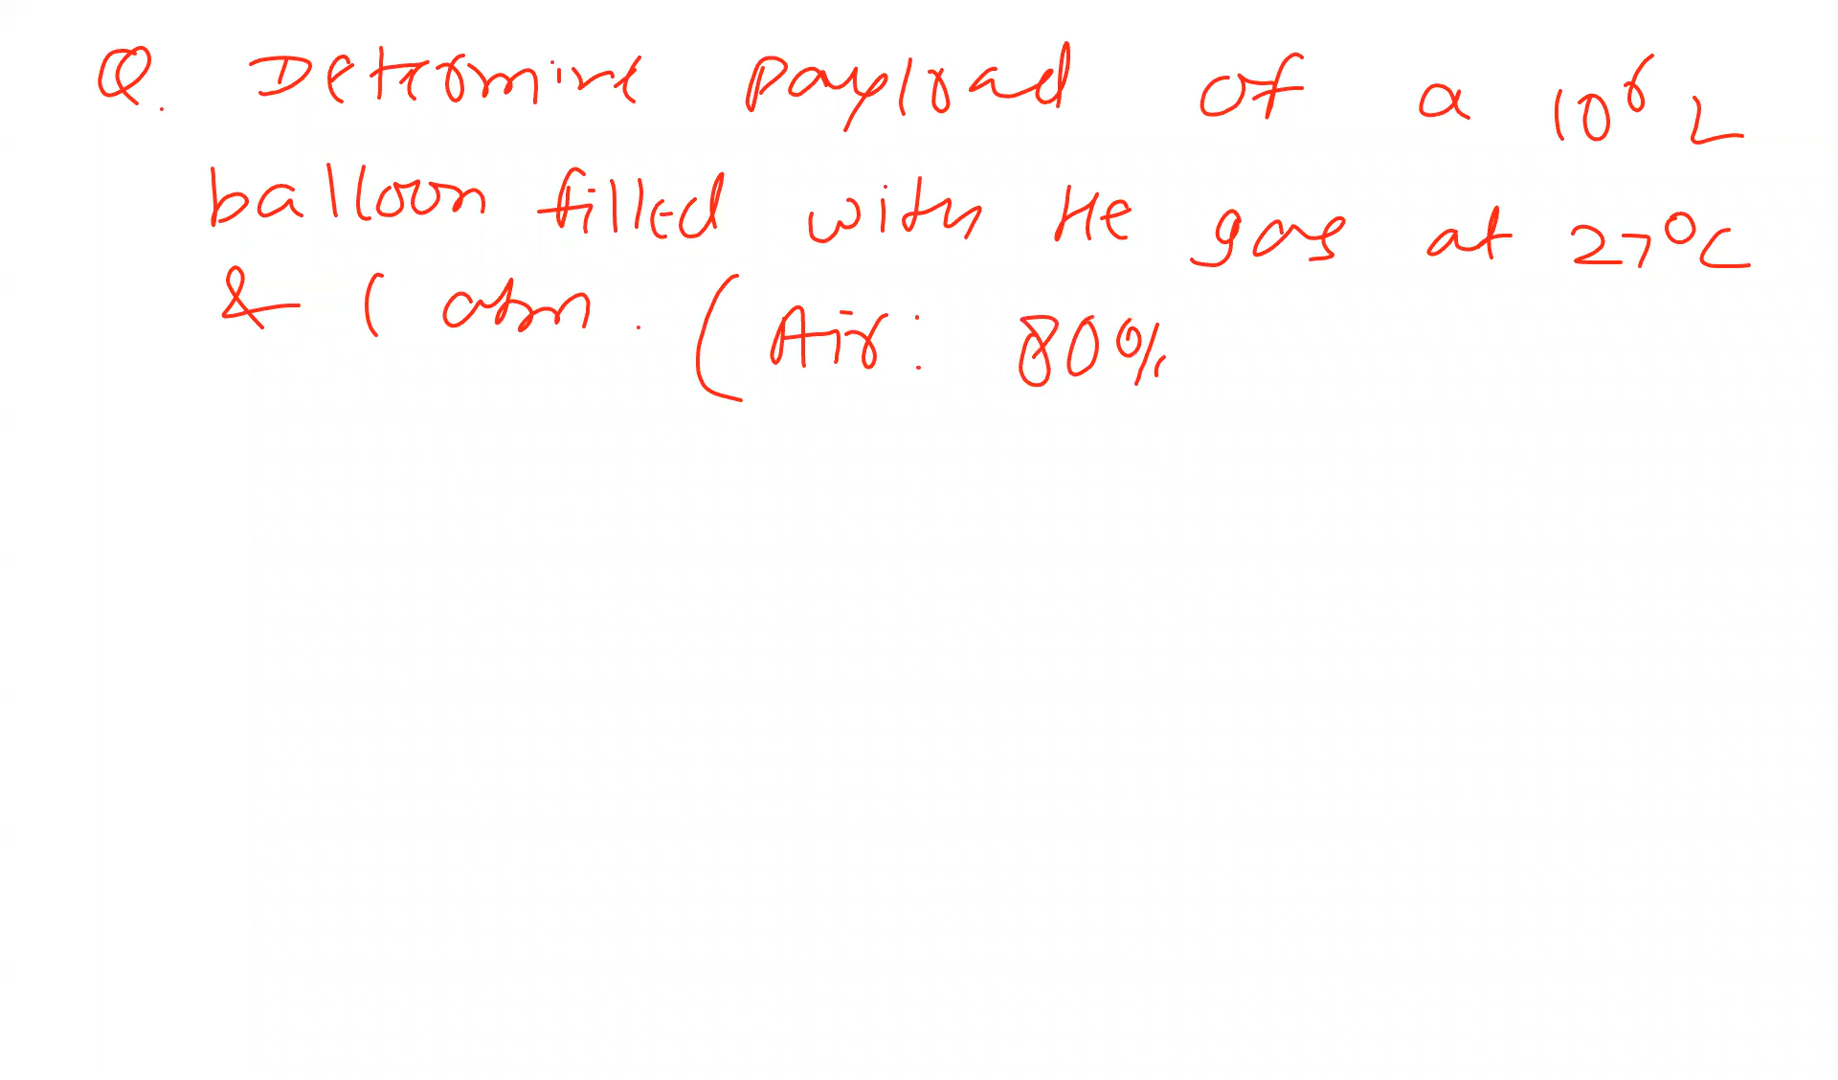 Q. Determine payload of a 10⁶ L
balloon filled with He gas at 27°C
& 1 atm. (Air: 80%